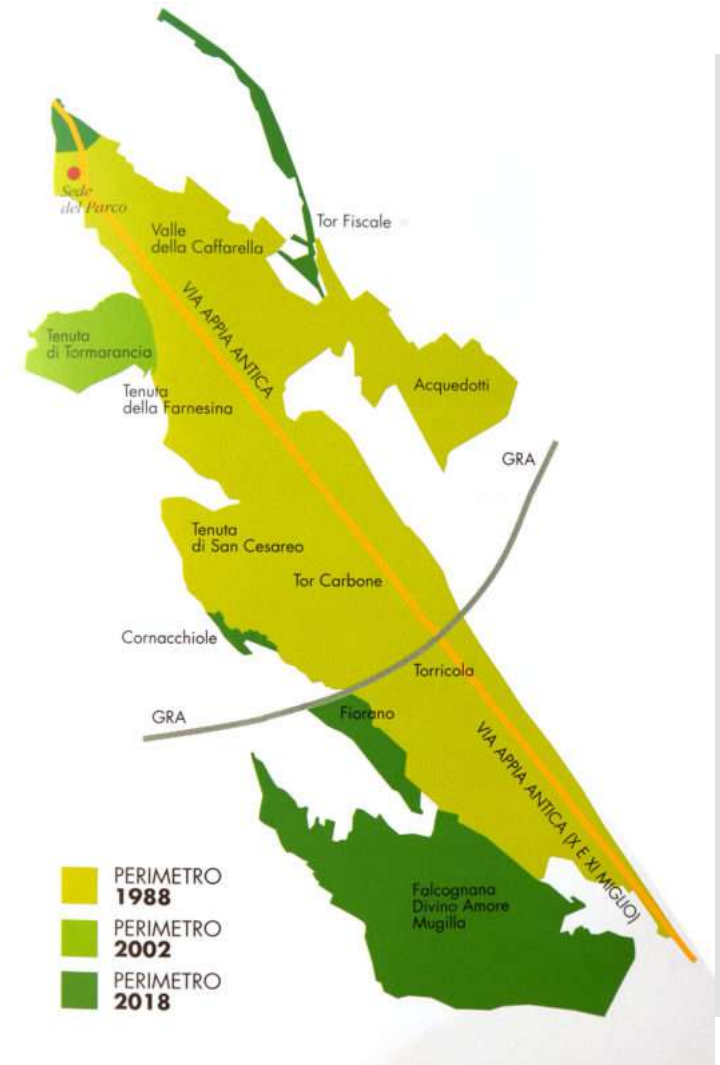 Sede
del Parco
Valle
della Caffarella
Tor Fiscale
VIA APPIA ANTICA
Tenuta
di Tormarancia
Tenuta
della Farnesina
Acquedotti
GRA
Tenuta
di San Cesareo
Tor Carbone
Cornacchiole
Torricola
GRA
Fiorano
VIA APPIA ANTICA (X E XI MIGLIO)
Falcognana
Divino Amore
Mugilla
PERIMETRO
1988
PERIMETRO
2002
PERIMETRO
2018